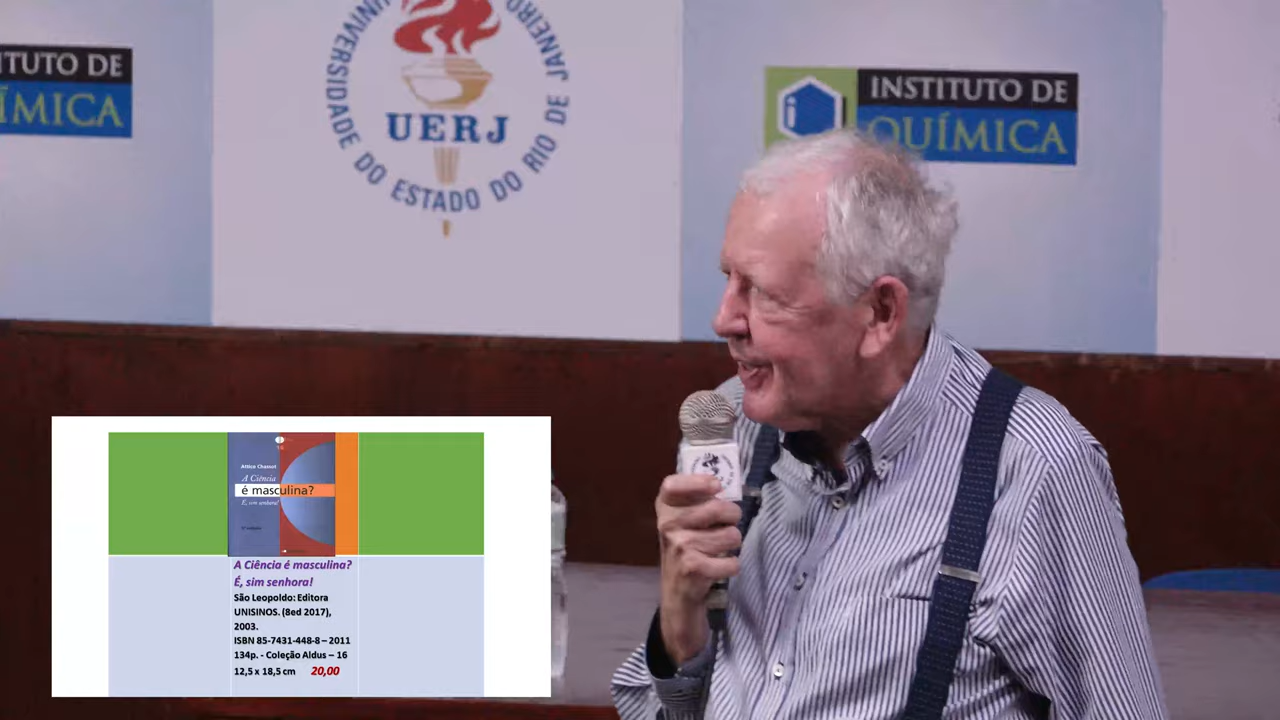 UNIVERSIDADE DO ESTADO DO RIO DE JANEIRO
UERJ
TUTO DE
ÍMICA
INSTITUTO DE
QUÍMICA
Attico Chassot
A Ciência
é masculina?
É, sim senhora!
A Ciência é masculina?
É, sim senhora!
São Leopoldo: Editora
UNISINOS. (8ed 2017),
2003.
ISBN 85-7431-448-8 – 2011
134p. - Coleção Aldus – 16
12,5 x 18,5 cm 20,00